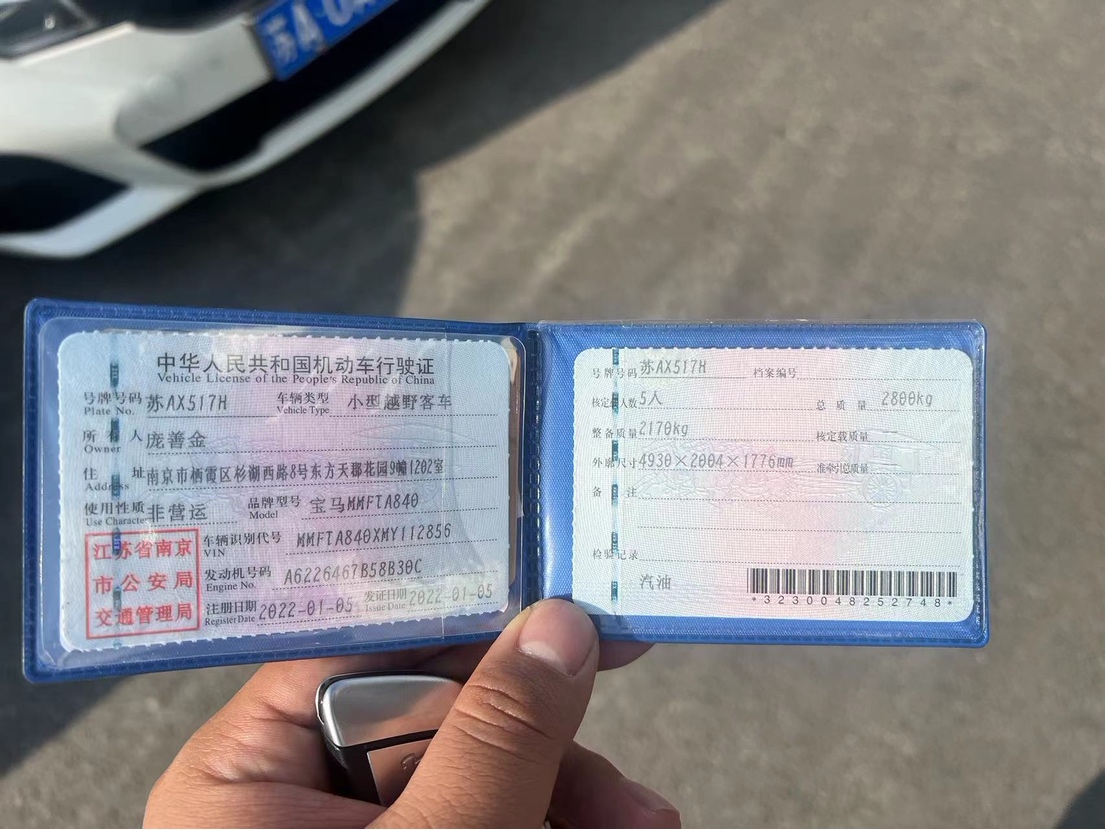 苏A·U
中华人民共和国机动车行驶证
Vehicle License of the People's Republic of China
号牌号码 苏AX517H 车辆类型 小型越野客车
Plate No. Vehicle Type
所有人 庞善金
Owner
住址 南京市栖霞区杉湖西路8号东方天郡花园9幢1202室
Address
使用性质 非营运 品牌型号 宝马MMFTA840
Use Character Model
江苏省南京
市公安局
交通管理局
车辆识别代号 MMFTA840XMY112856
VIN
发动机号码 A6226467B58B30C
Engine No.
注册日期 2022-01-05 发证日期 2022-01-05
Register Date Issue Date
号牌号码 苏AX517H 档案编号
核定人数 5人 总质量 2800kg
整备质量 2170kg 核定载质量 --
外廓尺寸 4930×2004×1776mm 准牵引总质量 --
备注
检验记录
汽油
*3230048252748*